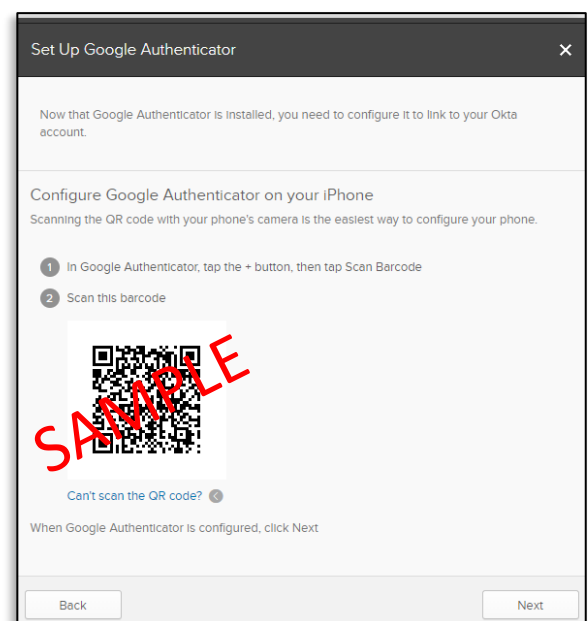 Set Up Google Authenticator
Now that Google Authenticator is installed, you need to configure it to link to your Okta
account.
Configure Google Authenticator on your iPhone
Scanning the QR code with your phone's camera is the easiest way to configure your phone.
1 In Google Authenticator, tap the + button, then tap Scan Barcode
2 Scan this barcode
SAMPLE
Can't scan the QR code?
When Google Authenticator is configured, click Next
Back
Next